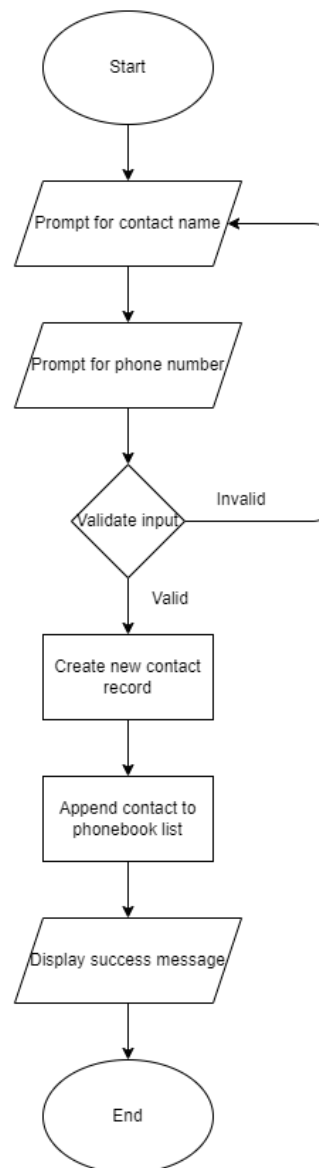 Start
Prompt for contact name
Prompt for phone number
Validate input
Invalid
Valid
Create new contact
record
Append contact to
phonebook list
Display success message
End